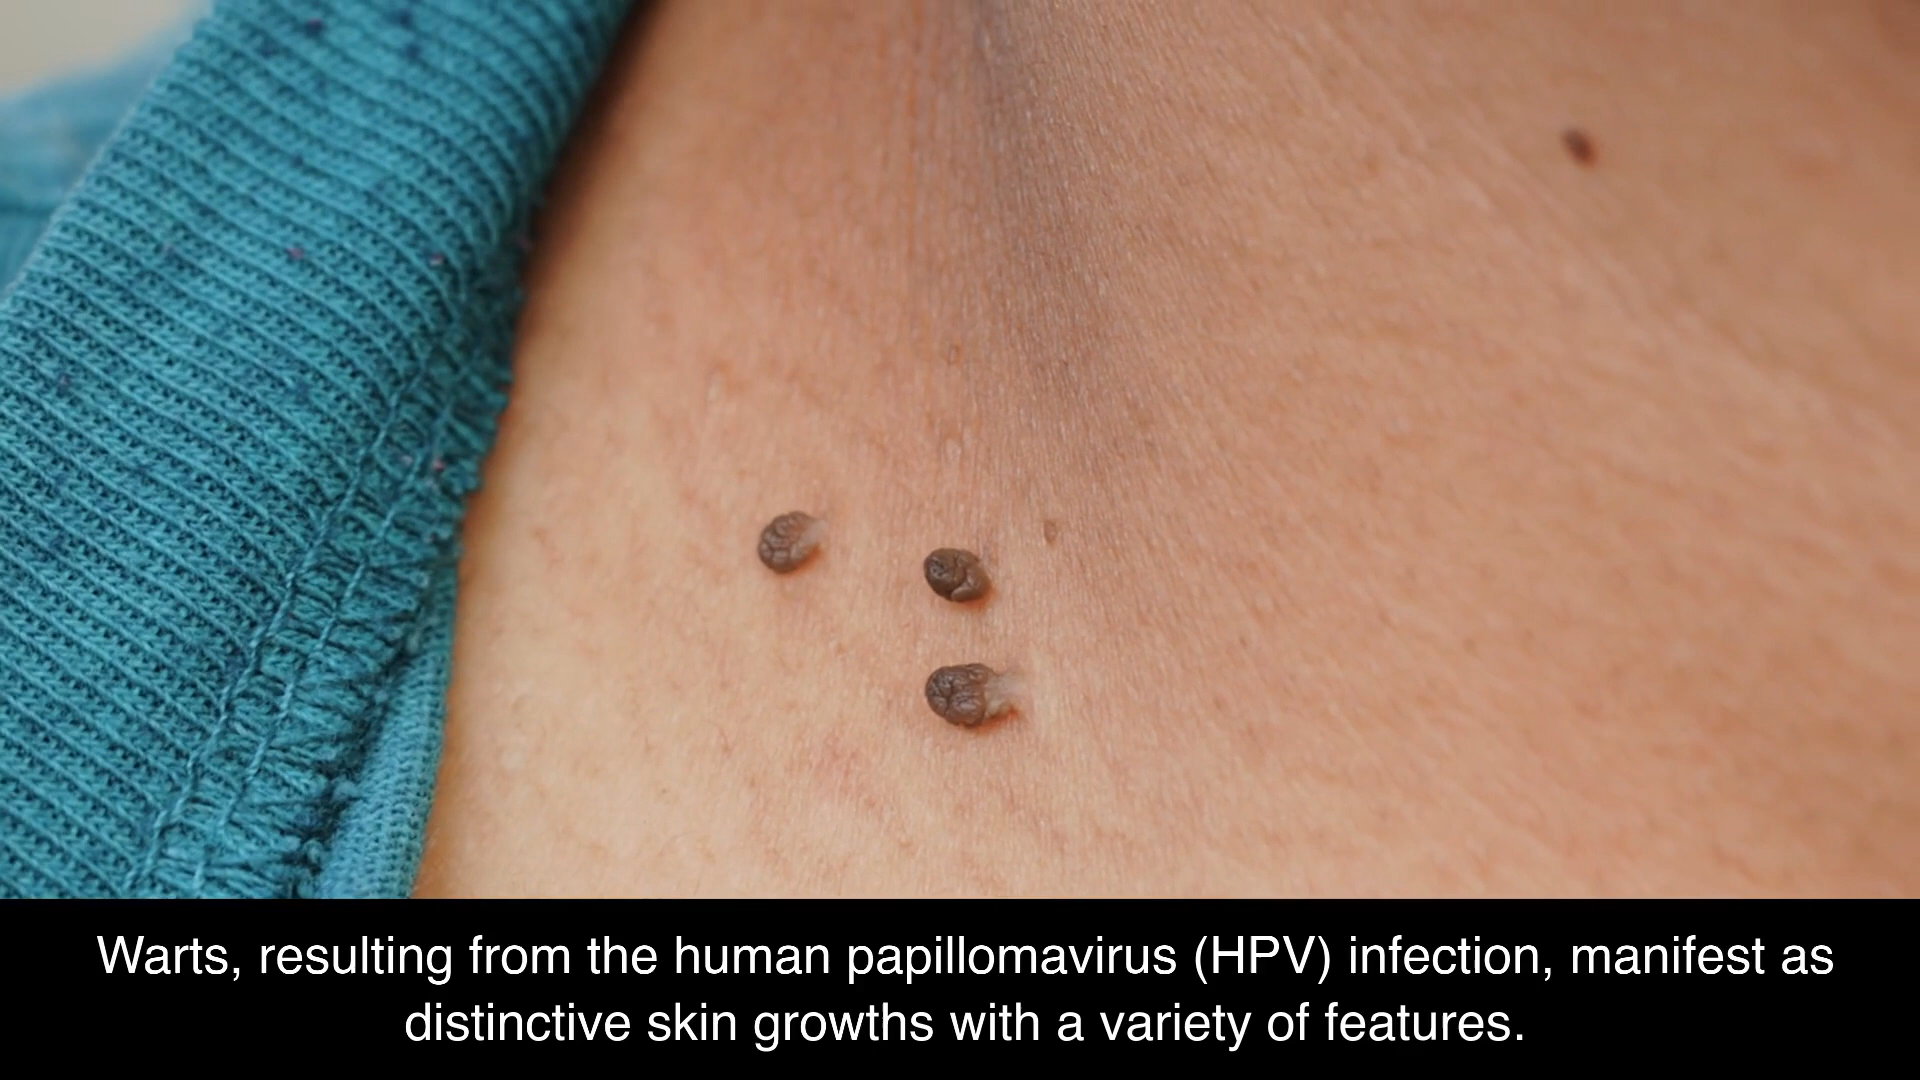 Warts, resulting from the human papillomavirus (HPV) infection, manifest as
distinctive skin growths with a variety of features.